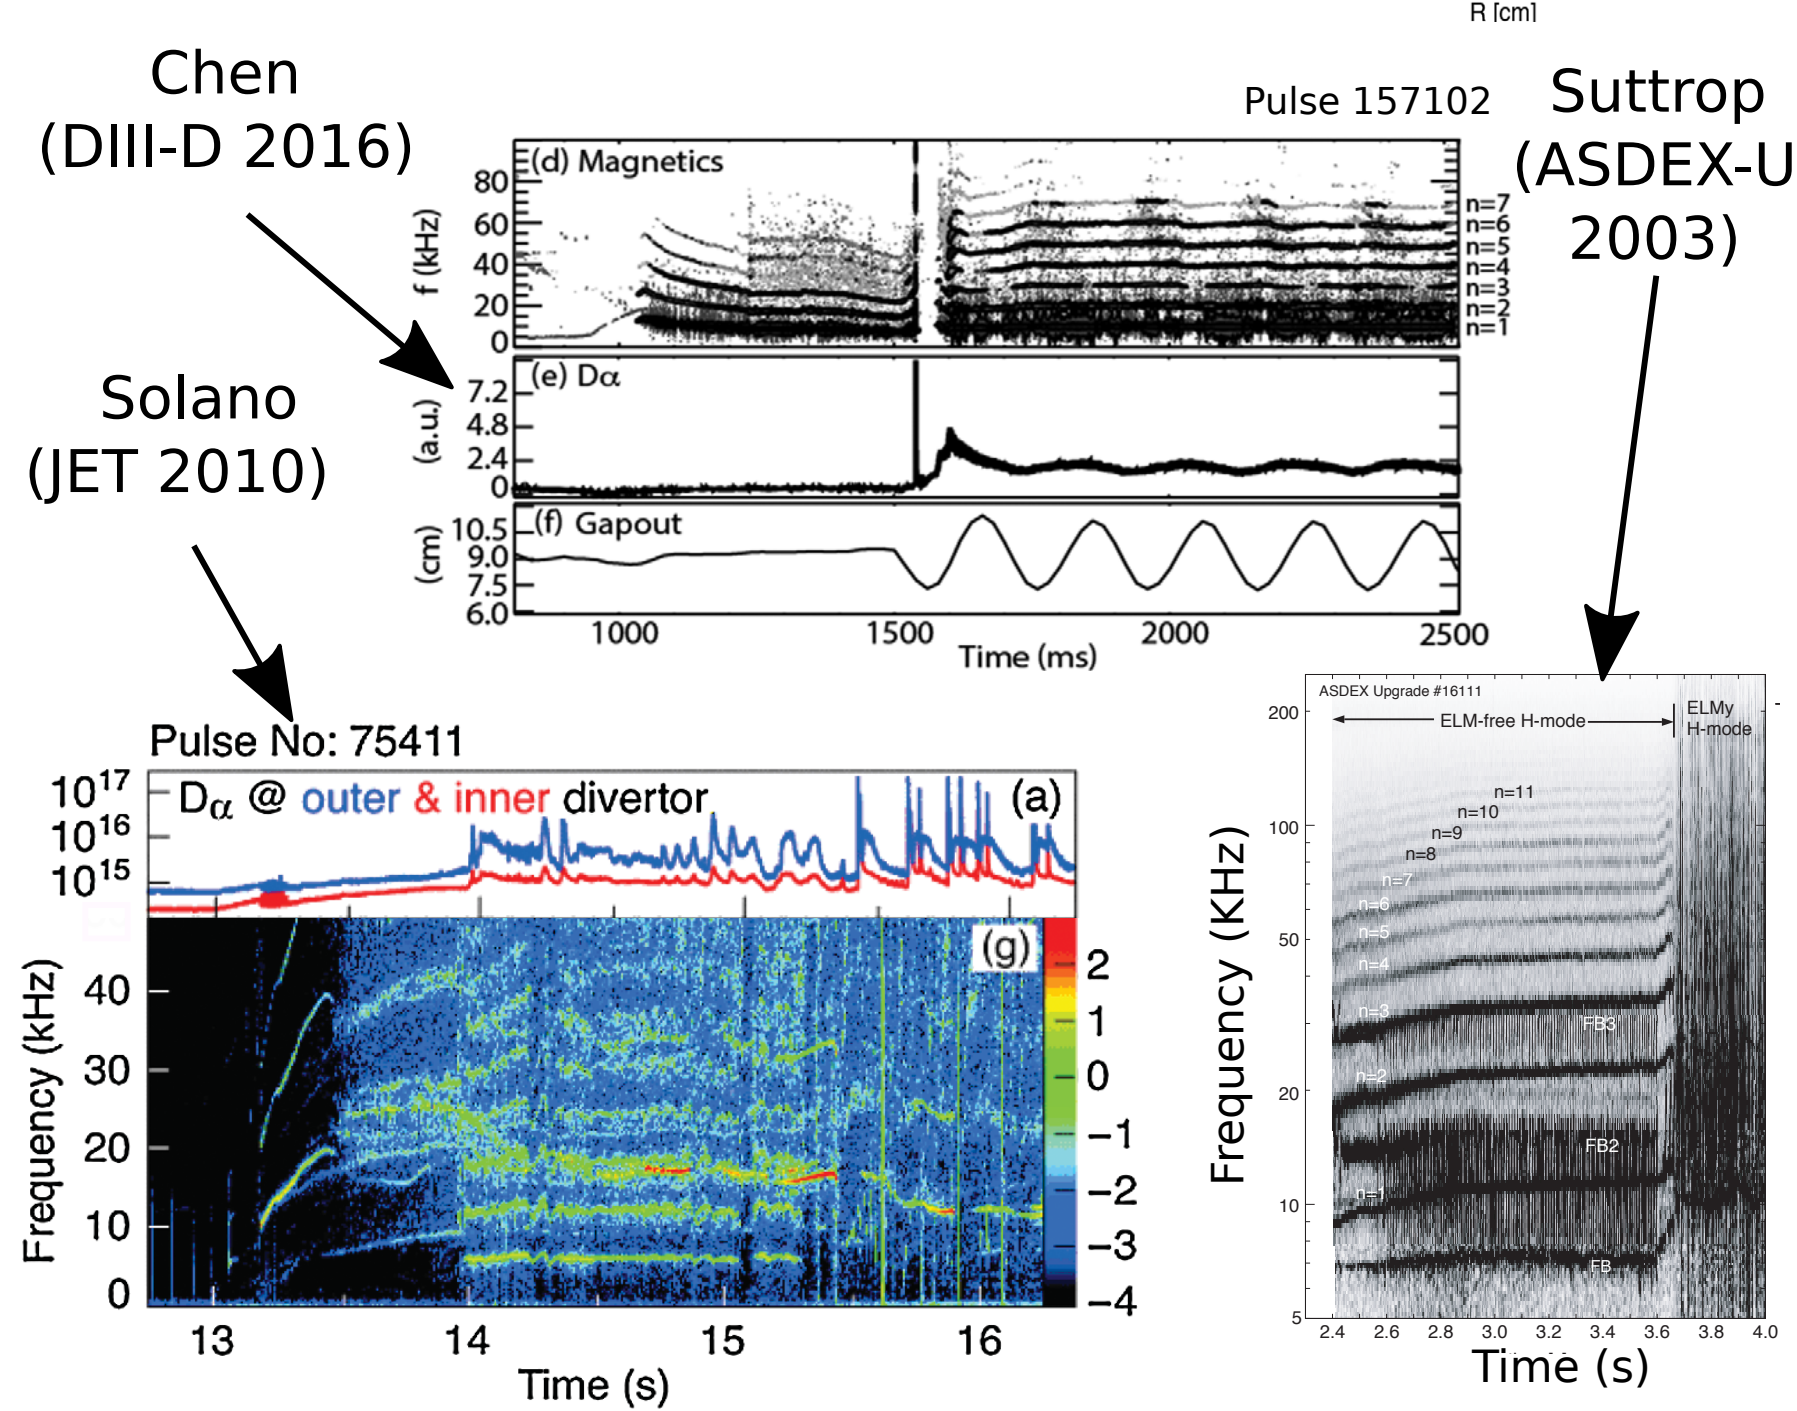 R [cm]
Chen
(DIII-D 2016)
Pulse 157102
Suttrop
(ASDEX-U
2003)
(d) Magnetics
f (kHz)
80
60
40
20
0
n=7
n=6
n=5
n=4
n=3
n=2
n=1
Solano
(JET 2010)
(e) Dα
(a.u.)
7.2
4.8
2.4
0
(f) Gapout
(cm)
10.5
9.0
7.5
6.0
1000 1500 2000 2500
Time (ms)
Pulse No: 75411
Dα @ outer & inner divertor (a)
10^17
10^16
10^15
(g)
Frequency (kHz)
40
30
20
10
0
2
1
0
−1
−2
−3
−4
13 14 15 16
Time (s)
ASDEX Upgrade #16111
ELM-free H-mode
ELMy
H-mode
Frequency (KHz)
200
100
50
20
10
5
n=11
n=10
n=9
n=8
n=7
n=6
n=5
n=4
n=3
FB3
n=2
FB2
n=1
FB
2.4 2.6 2.8 3.0 3.2 3.4 3.6 3.8 4.0
Time (s)